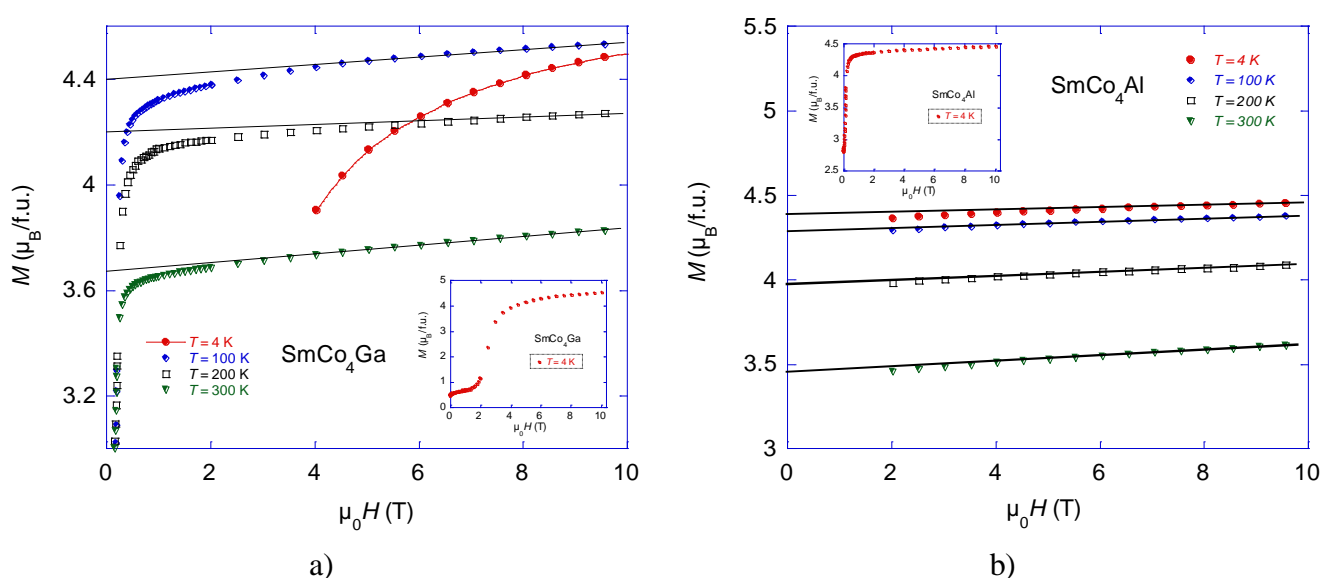 M (μB/f.u.)
4.4
4
3.6
3.2
0
2
4
6
8
10
μ0H (T)
T = 4 K
T = 100 K
T = 200 K
T = 300 K
SmCo4Ga
M (μB/f.u.)
5
4
3
2
1
0
0
2
4
6
8
10
μ0H (T)
SmCo4Ga
T = 4 K
a)
M (μB/f.u.)
5.5
5
4.5
4
3.5
3
0
2
4
6
8
10
μ0H (T)
M (μB/f.u.)
4.5
4.0
3.5
3.0
2.5
0
2
4
6
8
10
μ0H (T)
SmCo4Al
T = 4 K
SmCo4Al
T = 4 K
T = 100 K
T = 200 K
T = 300 K
b)